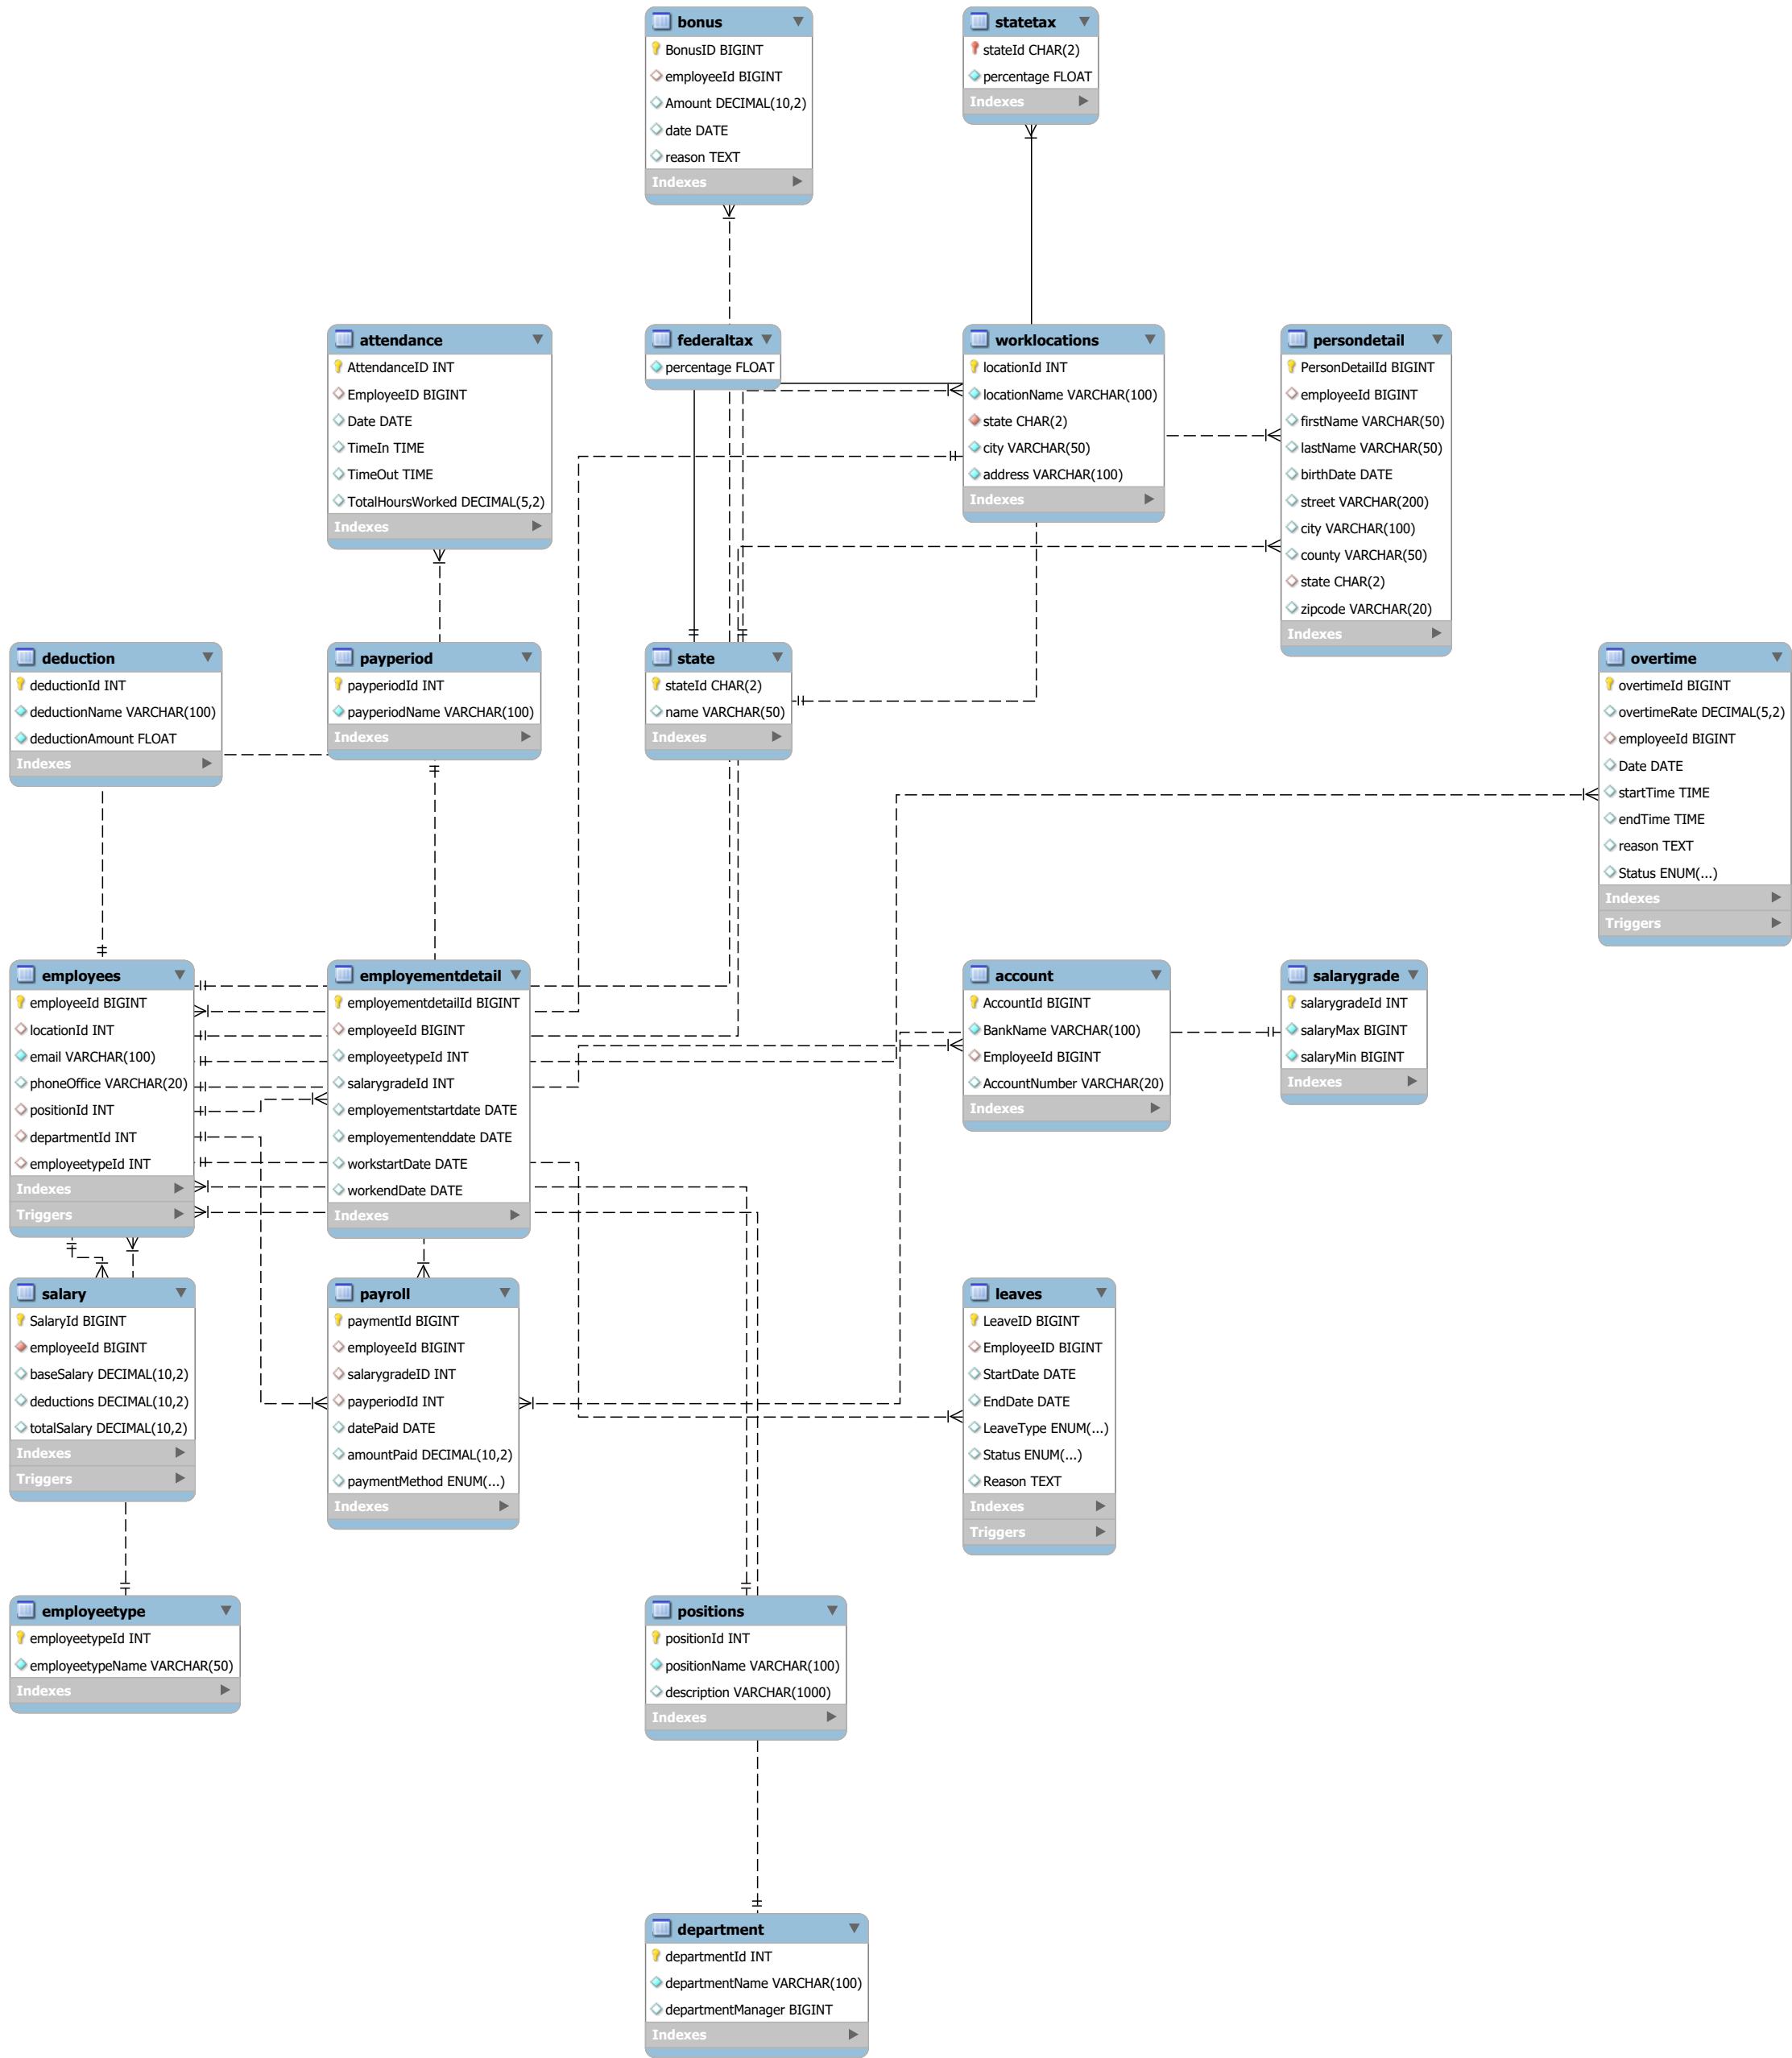 bonus
BonusID BIGINT
employeeId BIGINT
Amount DECIMAL(10,2)
date DATE
reason TEXT
Indexes
statetax
stateId CHAR(2)
percentage FLOAT
Indexes
attendance
AttendanceID INT
EmployeeID BIGINT
Date DATE
TimeIn TIME
TimeOut TIME
TotalHoursWorked DECIMAL(5,2)
Indexes
federaltax
percentage FLOAT
worklocations
locationId INT
locationName VARCHAR(100)
state CHAR(2)
city VARCHAR(50)
address VARCHAR(100)
Indexes
persondetail
PersonDetailId BIGINT
employeeId BIGINT
firstName VARCHAR(50)
lastName VARCHAR(50)
birthDate DATE
street VARCHAR(200)
city VARCHAR(100)
county VARCHAR(50)
state CHAR(2)
zipcode VARCHAR(20)
Indexes
deduction
deductionId INT
deductionName VARCHAR(100)
deductionAmount FLOAT
Indexes
payperiod
payperiodId INT
payperiodName VARCHAR(100)
Indexes
state
stateId CHAR(2)
name VARCHAR(50)
Indexes
overtime
overtimeId BIGINT
overtimeRate DECIMAL(5,2)
employeeId BIGINT
Date DATE
startTime TIME
endTime TIME
reason TEXT
Status ENUM(...)
Indexes
Triggers
employees
employeeId BIGINT
locationId INT
email VARCHAR(100)
phoneOffice VARCHAR(20)
positionId INT
departmentId INT
employeetypeId INT
Indexes
Triggers
employementdetail
employementdetailId BIGINT
employeeId BIGINT
employeetypeId INT
salarygradeId INT
employementstartdate DATE
employementenddate DATE
workstartDate DATE
workendDate DATE
Indexes
account
AccountId BIGINT
BankName VARCHAR(100)
EmployeeId BIGINT
AccountNumber VARCHAR(20)
Indexes
salarygrade
salarygradeId INT
salaryMax BIGINT
salaryMin BIGINT
Indexes
salary
SalaryId BIGINT
employeeId BIGINT
baseSalary DECIMAL(10,2)
deductions DECIMAL(10,2)
totalSalary DECIMAL(10,2)
Indexes
Triggers
payroll
paymentId BIGINT
employeeId BIGINT
salarygradeID INT
payperiodId INT
datePaid DATE
amountPaid DECIMAL(10,2)
paymentMethod ENUM(...)
Indexes
leaves
LeaveID BIGINT
EmployeeID BIGINT
StartDate DATE
EndDate DATE
LeaveType ENUM(...)
Status ENUM(...)
Reason TEXT
Indexes
Triggers
employeetype
employeetypeId INT
employeetypeName VARCHAR(50)
Indexes
positions
positionId INT
positionName VARCHAR(100)
description VARCHAR(1000)
Indexes
department
departmentId INT
departmentName VARCHAR(100)
departmentManager BIGINT
Indexes